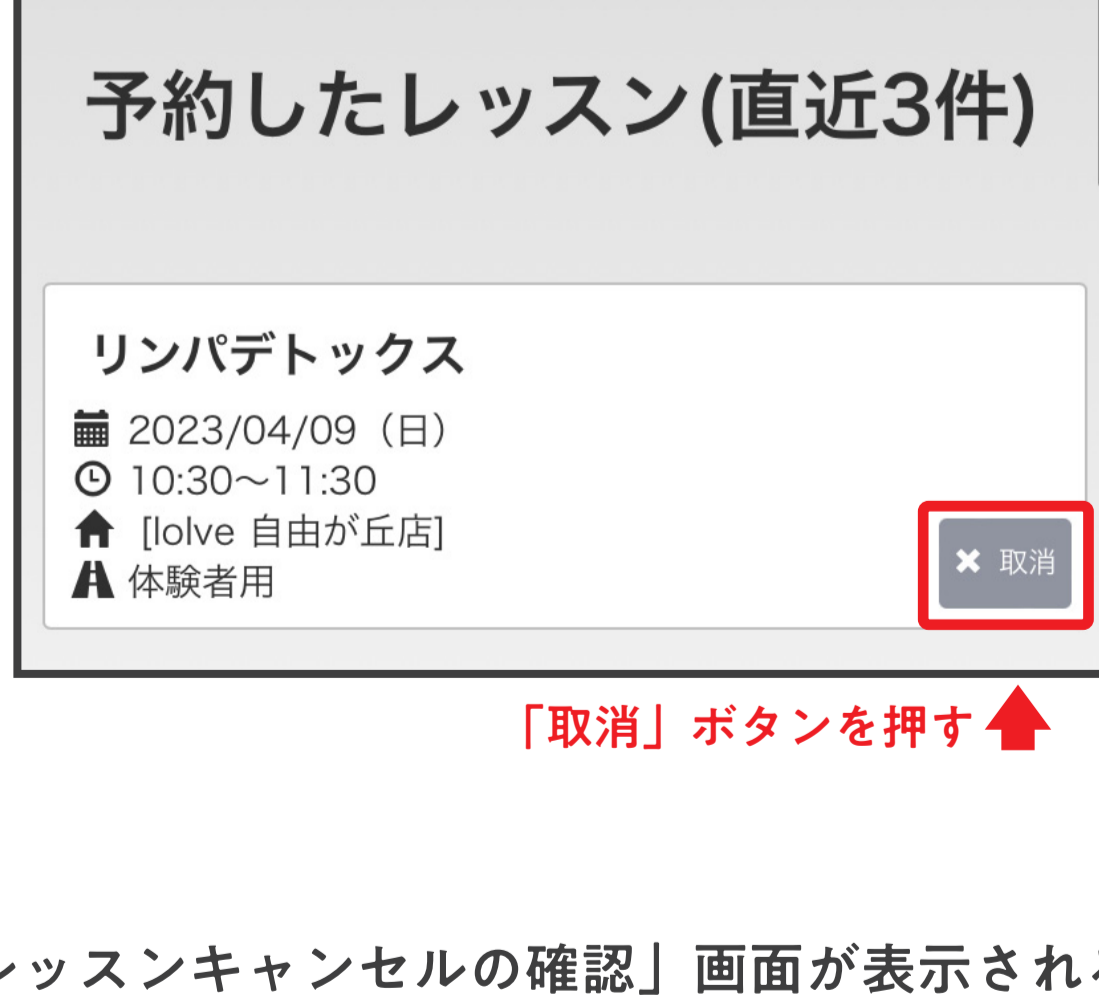 予約したレッスン(直近3件)
リンパデトックス
2023/04/09（日）
10:30〜11:30
[lolve 自由が丘店]
体験者用
取消
「取消」ボタンを押す
レッスンキャンセルの確認」画面が表示され